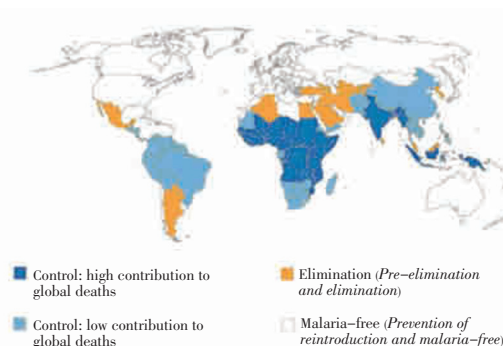 Control: high contribution to
global deaths
Control: low contribution to
global deaths
Elimination (Pre-elimination
and elimination)
Malaria-free (Prevention of
reintroduction and malaria-free)